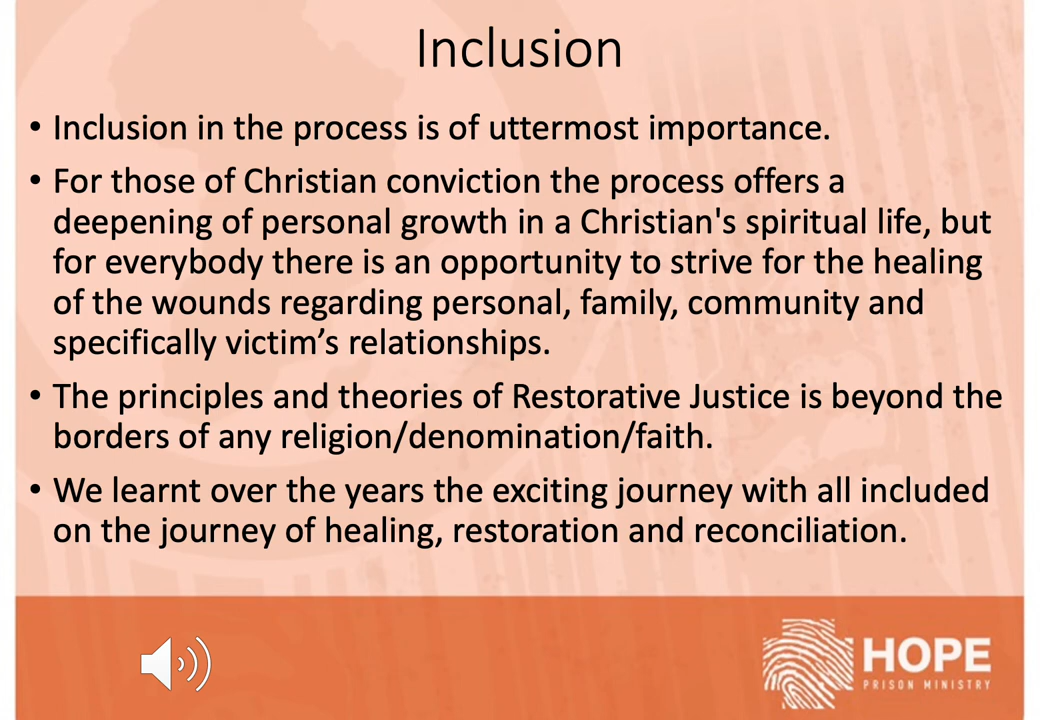 Inclusion
• Inclusion in the process is of uttermost importance.
• For those of Christian conviction the process offers a
deepening of personal growth in a Christian's spiritual life, but
for everybody there is an opportunity to strive for the healing
of the wounds regarding personal, family, community and
specifically victim’s relationships.
• The principles and theories of Restorative Justice is beyond the
borders of any religion/denomination/faith.
• We learnt over the years the exciting journey with all included
on the journey of healing, restoration and reconciliation.
HOPE
PRISON MINISTRY